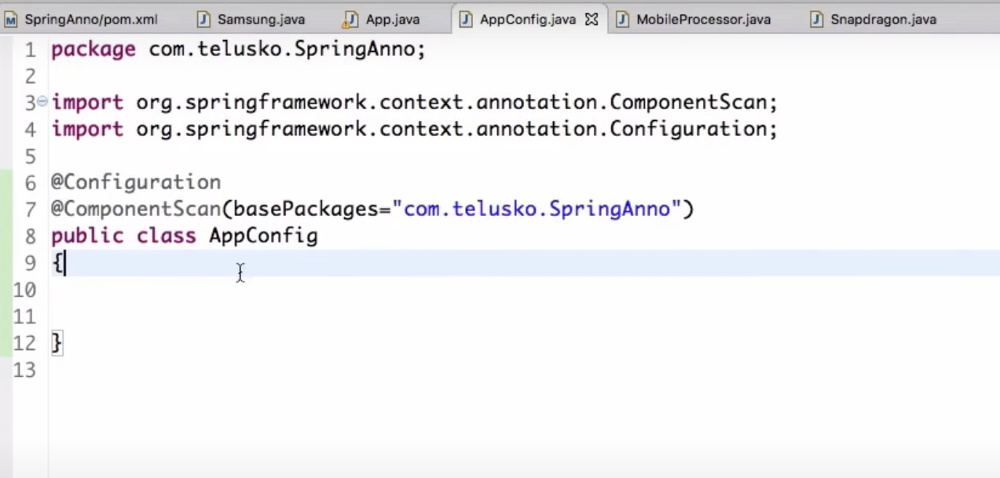 SpringAnno/pom.xml Samsung.java App.java AppConfig.java MobileProcessor.java Snapdragon.java
1 package com.telusko.SpringAnno;
2
3 import org.springframework.context.annotation.ComponentScan;
4 import org.springframework.context.annotation.Configuration;
5
6 @Configuration
7 @ComponentScan(basePackages="com.telusko.SpringAnno")
8 public class AppConfig
9 {
10
11
12 }
13